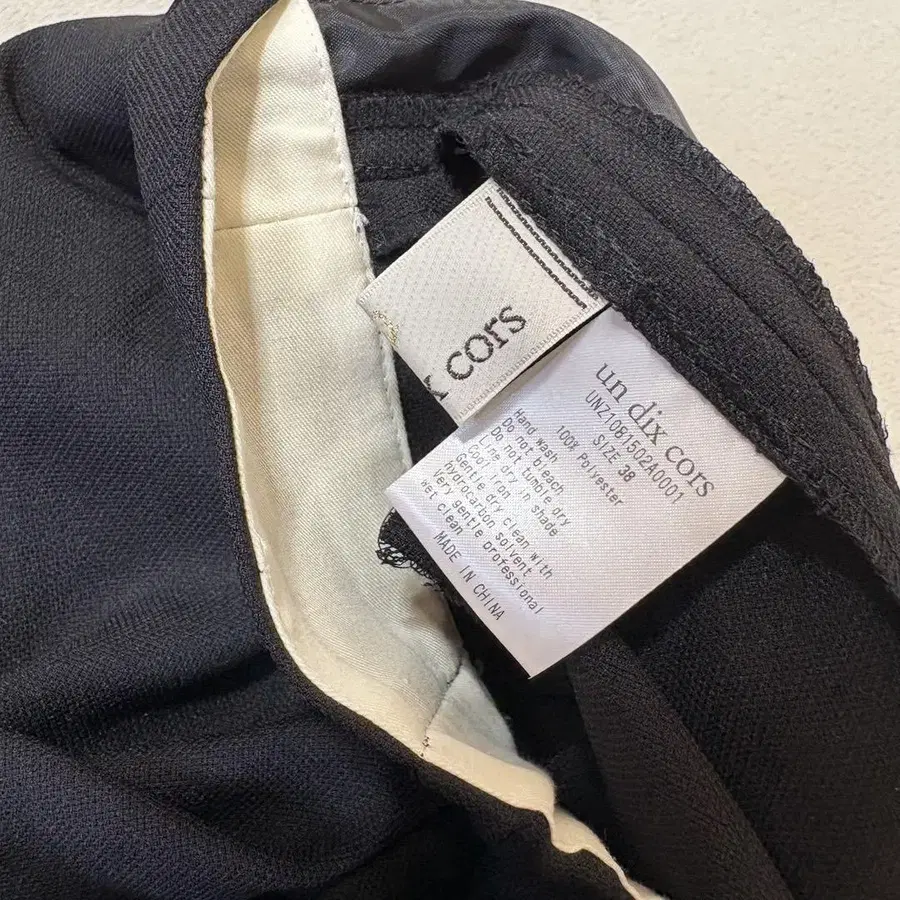 cors
un dix cors
UNZ1081502A0001
SIZE 38
100% Polyester
Hand wash
Do not bleach
Do not tumble dry
Line dry in shade
Cool iron
Gentle dry clean with
hydrocarbon solvent
Very gentle professional
wet clean
MADE IN CHINA